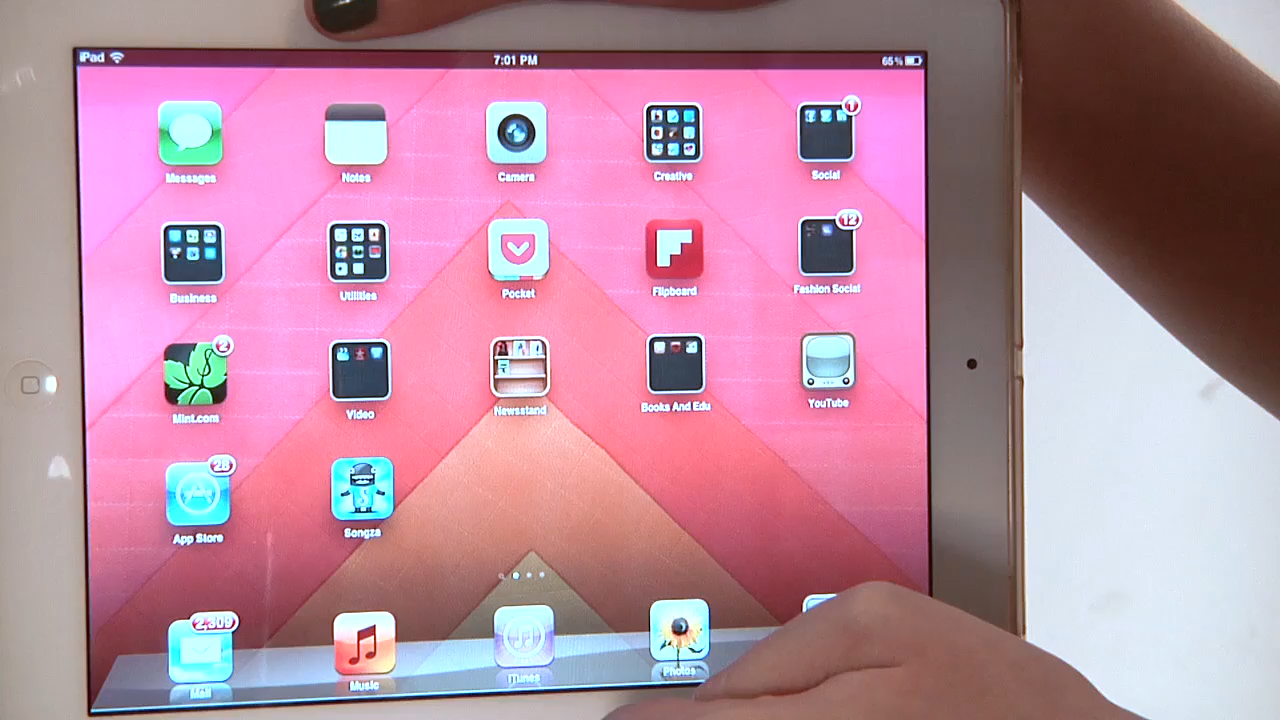 iPad 7:01 PM 65%
1
Messages Notes Camera Creative Social
12
Business Utilities Pocket Flipboard Fashion Social
2
Mint.com Video Newsstand Books And Edu YouTube
28
App Store Songza
2,309
Mail Music iTunes Photos